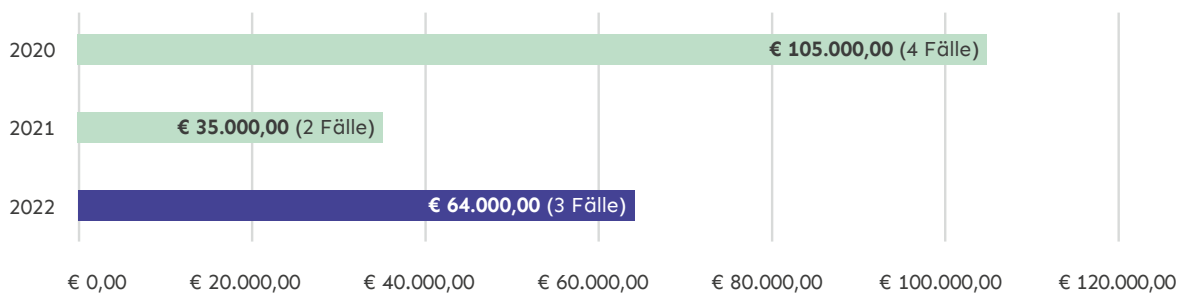 2020 € 105.000,00 (4 Fälle)
2021 € 35.000,00 (2 Fälle)
2022 € 64.000,00 (3 Fälle)
€ 0,00 € 20.000,00 € 40.000,00 € 60.000,00 € 80.000,00 € 100.000,00 € 120.000,00